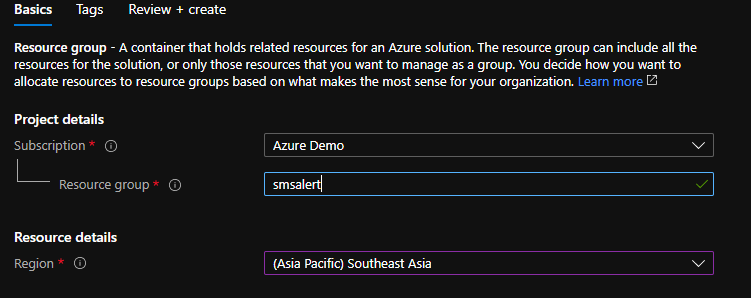 Basics Tags Review + create
Resource group - A container that holds related resources for an Azure solution. The resource group can include all the
resources for the solution, or only those resources that you want to manage as a group. You decide how you want to
allocate resources to resource groups based on what makes the most sense for your organization. Learn more
Project details
Subscription * Azure Demo
Resource group * smsalert
Resource details
Region * (Asia Pacific) Southeast Asia